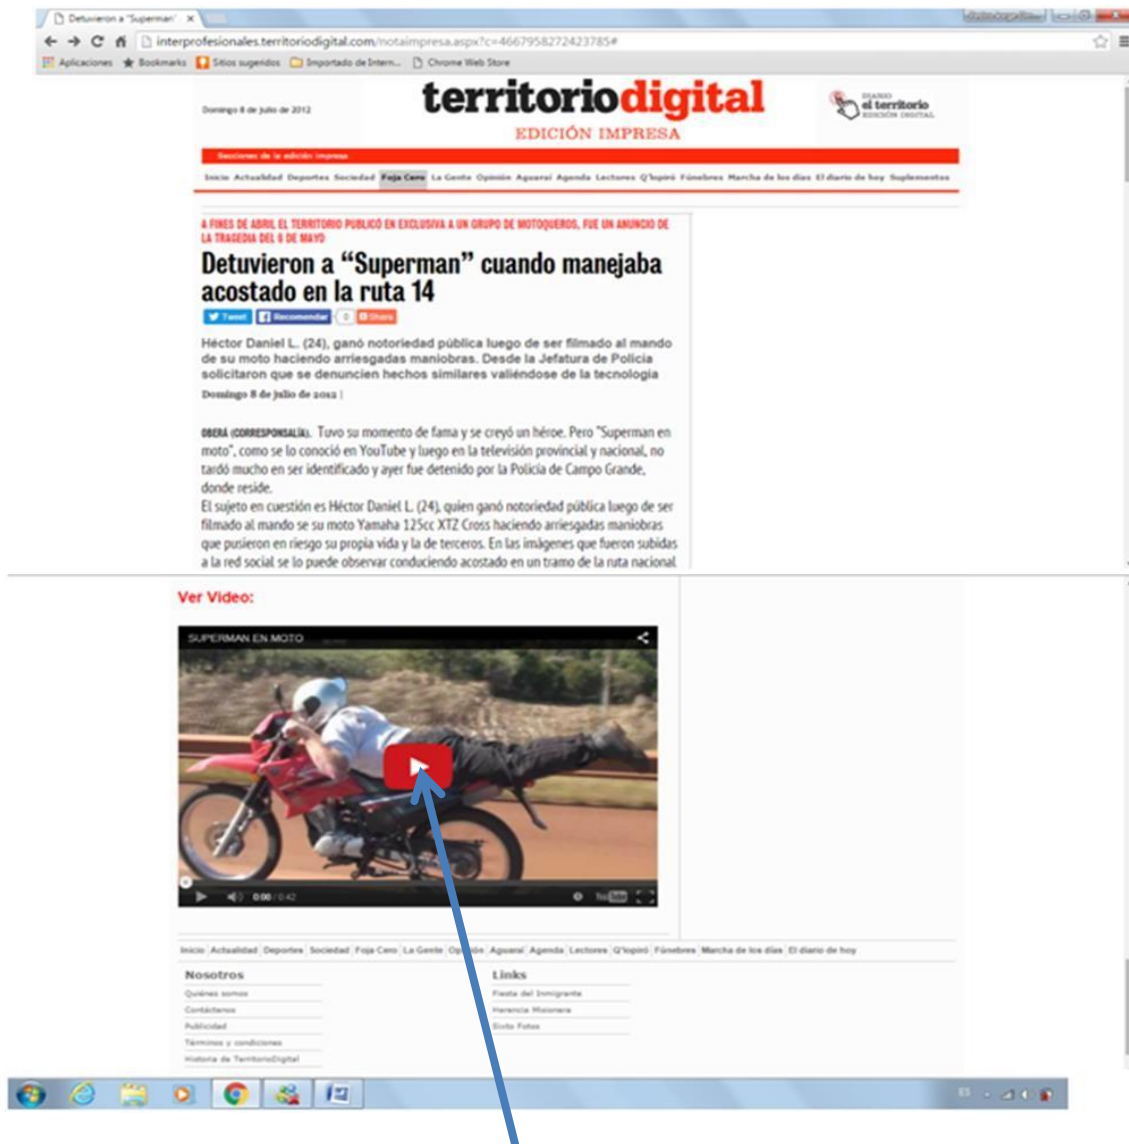 Detuvieron a "Superman"
interprofesionales.territoriodigital.com/notaimpresa.aspx?c=4667958272423785#
Aplicaciones Bookmarks Sitios sugeridos Importado de Intern... Chrome Web Store
Domingo 8 de julio de 2012
territoriodigital
EDICIÓN IMPRESA
DIARIO
el territorio
EDICIÓN DIGITAL
Secciones de la edición impresa
Inicio Actualidad Deportes Sociedad Foja Cero La Gente Opinión Aguaraí Agenda Lectores Q'lopiró Fúnebres Marcha de los días El diario de hoy Suplementos
A FINES DE ABRIL EL TERRITORIO PUBLICÓ EN EXCLUSIVA A UN GRUPO DE MOTOQUEROS, FUE UN ANUNCIO DE
LA TRAGEDIA DEL 6 DE MAYO
Detuvieron a “Superman” cuando manejaba
acostado en la ruta 14
Tweet Recomendar 0 Share
Héctor Daniel L. (24), ganó notoriedad pública luego de ser filmado al mando
de su moto haciendo arriesgadas maniobras. Desde la Jefatura de Policía
solicitaron que se denuncien hechos similares valiéndose de la tecnología
Domingo 8 de julio de 2012 |
OBERÁ (CORRESPONSALÍA). Tuvo su momento de fama y se creyó un héroe. Pero "Superman en
moto", como se lo conoció en YouTube y luego en la televisión provincial y nacional, no
tardó mucho en ser identificado y ayer fue detenido por la Policía de Campo Grande,
donde reside.
El sujeto en cuestión es Héctor Daniel L. (24), quien ganó notoriedad pública luego de ser
filmado al mando se su moto Yamaha 125cc XTZ Cross haciendo arriesgadas maniobras
que pusieron en riesgo su propia vida y la de terceros. En las imágenes que fueron subidas
a la red social se lo puede observar conduciendo acostado en un tramo de la ruta nacional
Ver Video:
SUPERMAN EN MOTO
0:00 / 0:42
YouTube
Inicio Actualidad Deportes Sociedad Foja Cero La Gente Opinión Aguaraí Agenda Lectores Q'lopiró Fúnebres Marcha de los días El diario de hoy
Nosotros
Links
Quiénes somos
Fiesta del Inmigrante
Contáctenos
Herencia Misionera
Publicidad
Sixto Fotos
Términos y condiciones
Historia de TerritorioDigital
ES